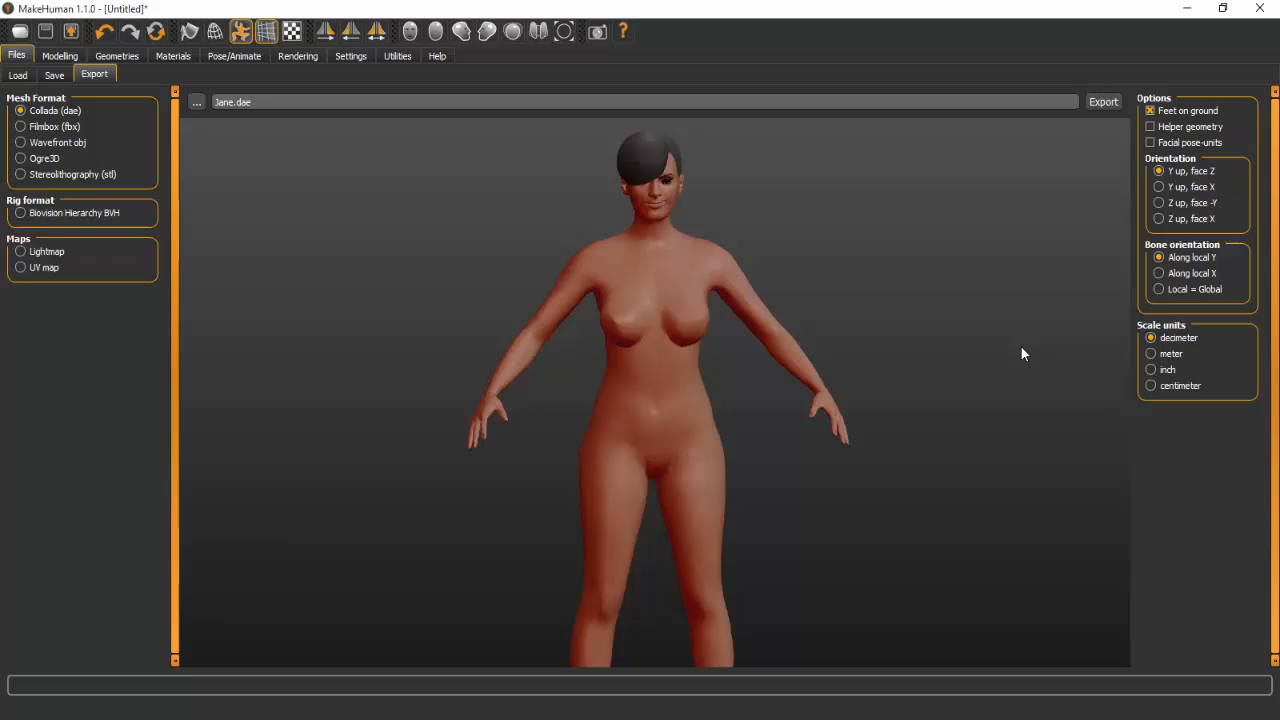 MakeHuman 1.1.0 - [Untitled]*
Files Modelling Geometries Materials Pose/Animate Rendering Settings Utilities Help
Load Save Export
... Jane.dae Export
Mesh Format
Collada (dae)
Filmbox (fbx)
Wavefront obj
Ogre3D
Stereolithography (stl)
Rig format
Biovision Hierarchy BVH
Maps
Lightmap
UV map
Options
Feet on ground
Helper geometry
Facial pose-units
Orientation
Y up, face Z
Y up, face X
Z up, face -Y
Z up, face X
Bone orientation
Along local Y
Along local X
Local = Global
Scale units
decimeter
meter
inch
centimeter